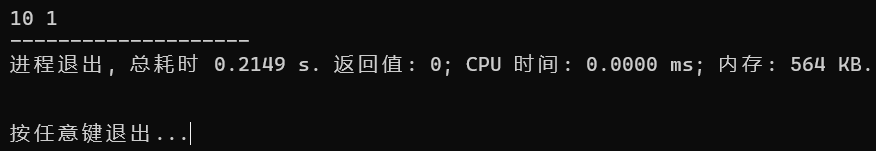 10 1
--------------------
进程退出, 总耗时 0.2149 s. 返回值: 0; CPU 时间: 0.0000 ms; 内存: 564 KB.
按任意键退出...